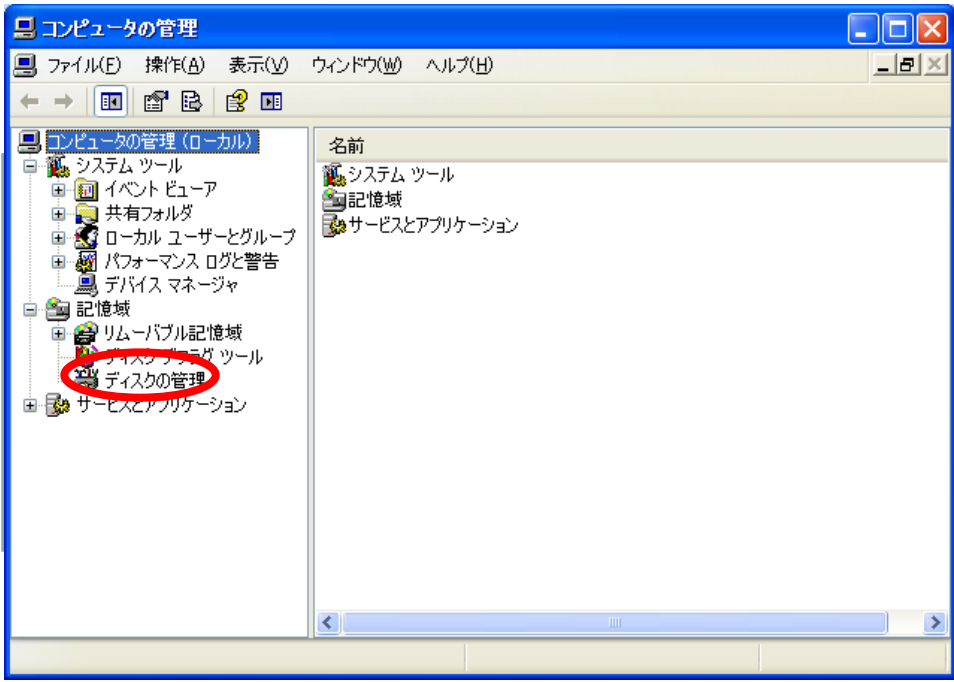 コンピュータの管理
ファイル(F) 操作(A) 表示(V) ウィンドウ(W) ヘルプ(H)
コンピュータの管理 (ローカル)
システム ツール
イベント ビューア
共有フォルダ
ローカル ユーザーとグループ
パフォーマンス ログと警告
デバイス マネージャ
記憶域
リムーバブル記憶域
ディスク デフラグ ツール
ディスクの管理
サービスとアプリケーション
名前
システム ツール
記憶域
サービスとアプリケーション